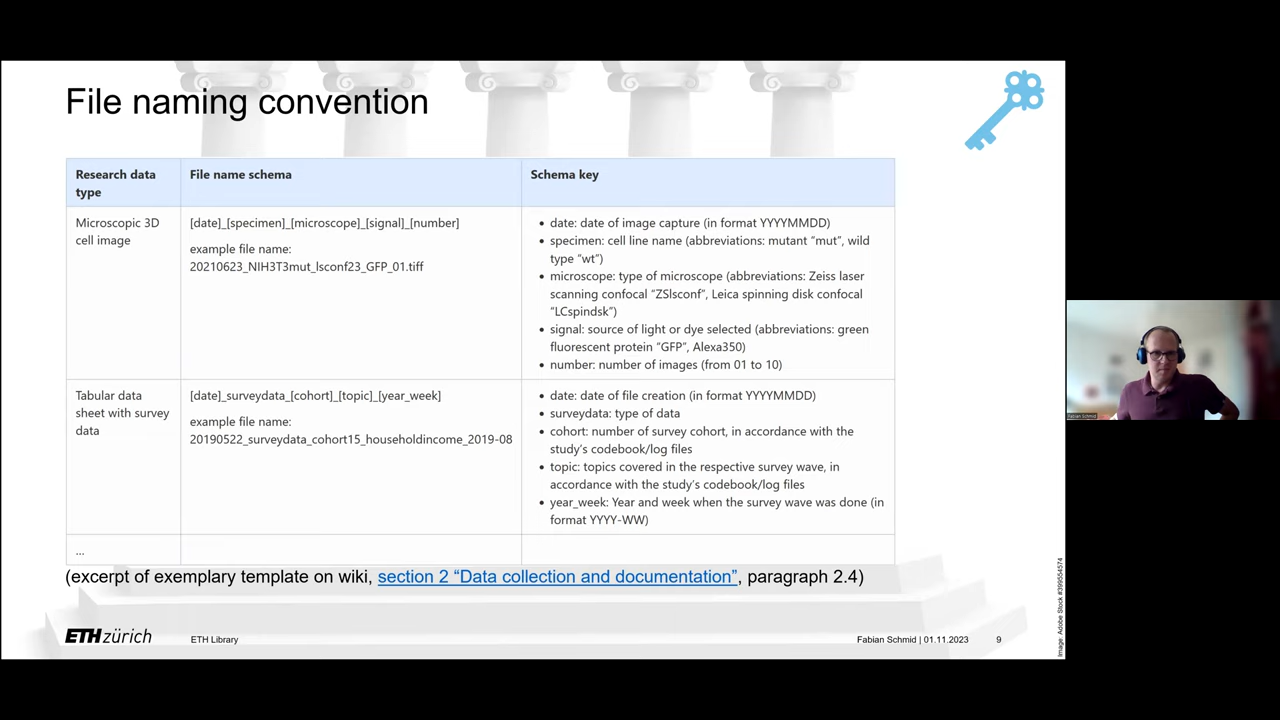 File naming convention
Research data
type
File name schema
Schema key
Microscopic 3D
cell image
[date]_[specimen]_[microscope]_[signal]_[number]
example file name:
20210623_NIH3T3mut_lsconf23_GFP_01.tiff
• date: date of image capture (in format YYYYMMDD)
• specimen: cell line name (abbreviations: mutant “mut”, wild
type “wt”)
• microscope: type of microscope (abbreviations: Zeiss laser
scanning confocal “ZSlsconf”, Leica spinning disk confocal
“LCspindsk”)
• signal: source of light or dye selected (abbreviations: green
fluorescent protein “GFP”, Alexa350)
• number: number of images (from 01 to 10)
Tabular data
sheet with survey
data
[date]_surveydata_[cohort]_[topic]_[year_week]
example file name:
20190522_surveydata_cohort15_householdincome_2019-08
• date: date of file creation (in format YYYYMMDD)
• surveydata: type of data
• cohort: number of survey cohort, in accordance with the
study’s codebook/log files
• topic: topics covered in the respective survey wave, in
accordance with the study’s codebook/log files
• year_week: Year and week when the survey wave was done (in
format YYYY-WW)
...
(excerpt of exemplary template on wiki, section 2 “Data collection and documentation”, paragraph 2.4)
ETH zürich
ETH Library
Fabian Schmid | 01.11.2023
9
Image: Adobe Stock #399554574
Fabian Schmid